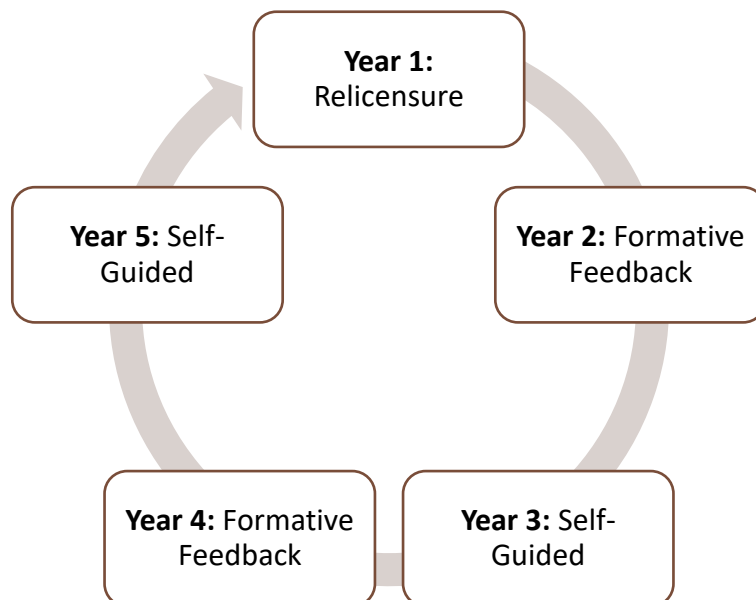 Year 1:
Relicensure
Year 2: Formative
Feedback
Year 3: Self-
Guided
Year 4: Formative
Feedback
Year 5: Self-
Guided